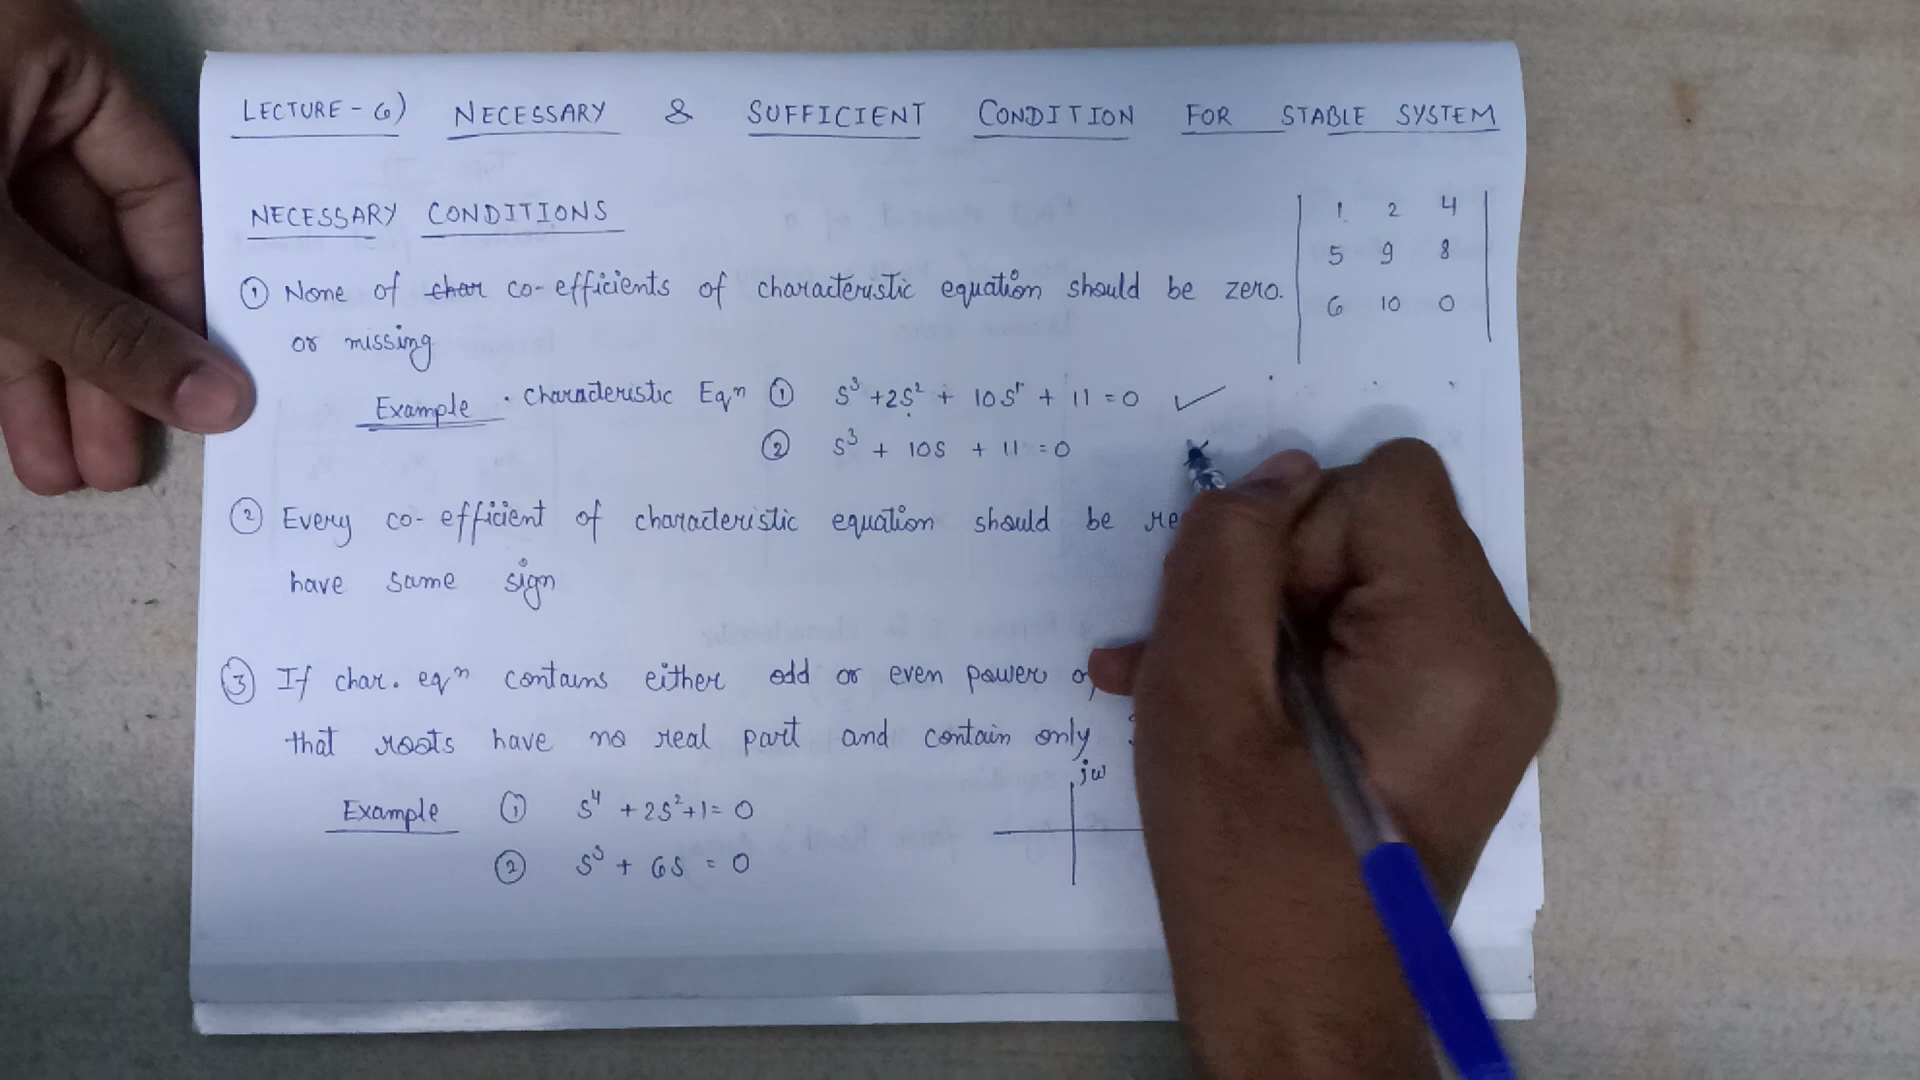 LECTURE - 6) NECESSARY & SUFFICIENT CONDITION FOR STABLE SYSTEM
NECESSARY CONDITIONS
1 2 4
5 9 8
6 10 0
① None of char co-efficients of characteristic equation should be zero.
or missing
Example . Characteristic Eqⁿ ① S³ + 2S² + 10S¹ + 11 = 0 ✓
② S³ + 10S + 11 = 0
② Every co-efficient of characteristic equation should be
have same sign
③ If char. eqⁿ contains either odd or even power of
that roots have no real part and contain only
jω
Example ① S⁴ + 2S² + 1 = 0
② S³ + 6S = 0